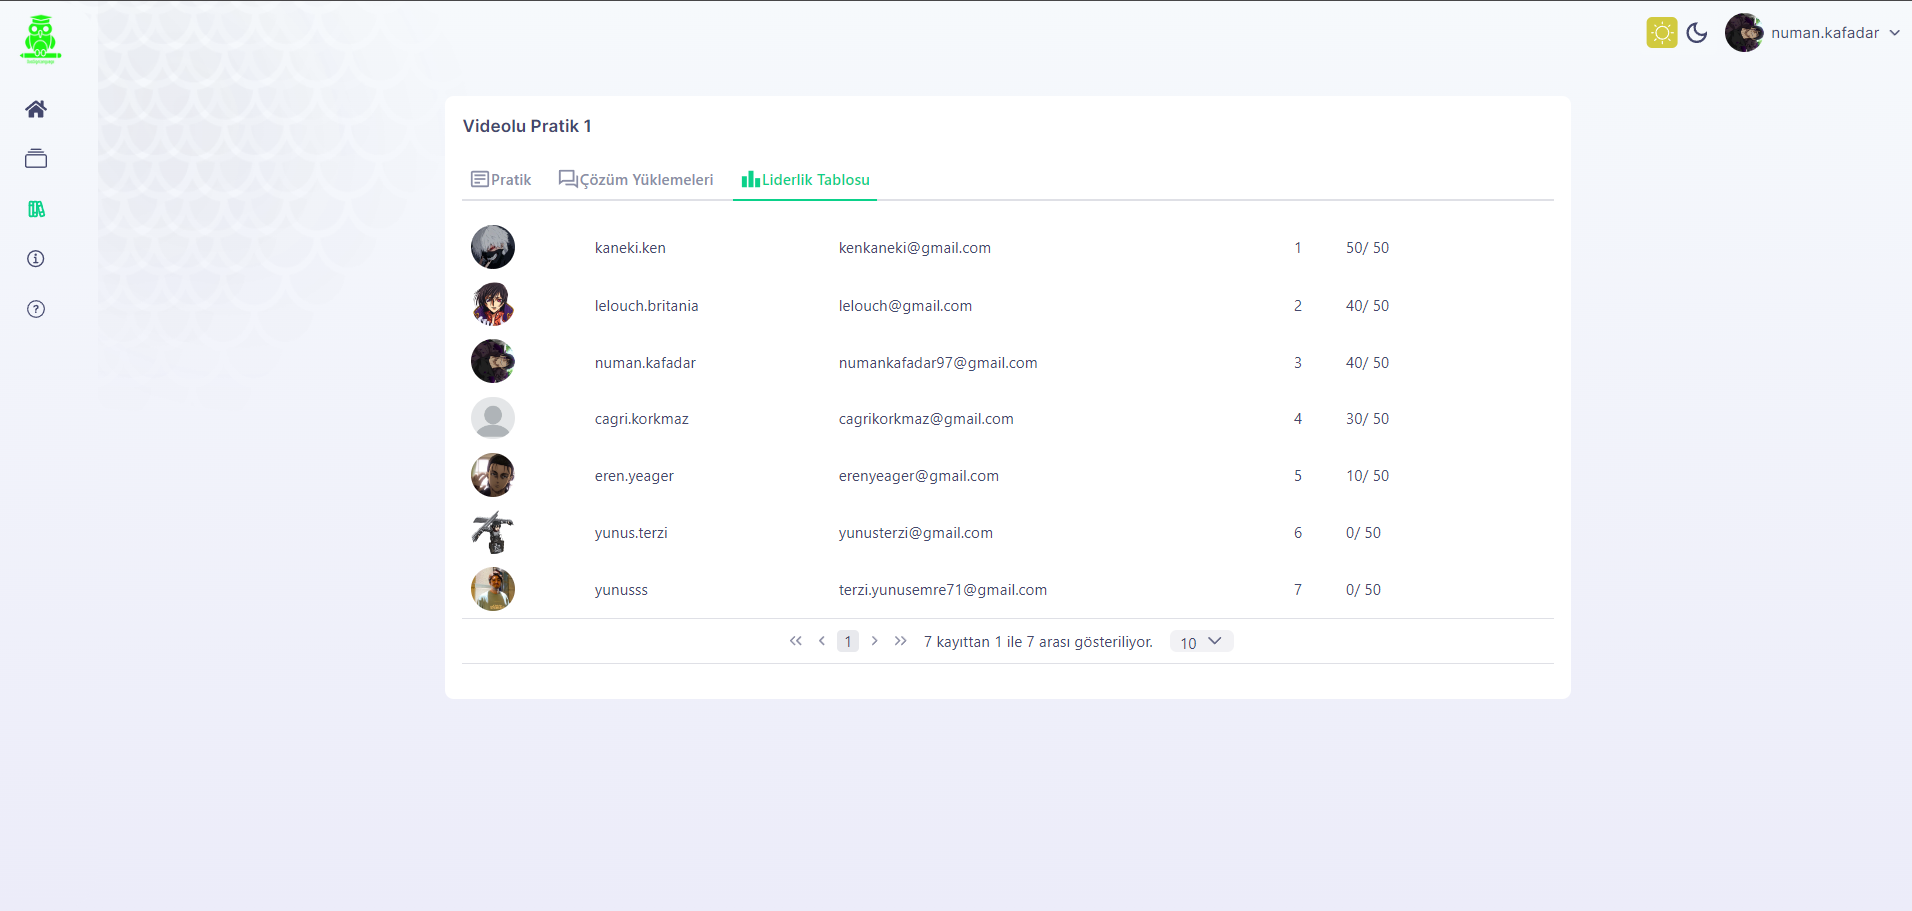 numan.kafadar
Videolu Pratik 1
Pratik Çözüm Yüklemeleri Liderlik Tablosu
kaneki.ken kenkaneki@gmail.com 1 50/ 50
lelouch.britania lelouch@gmail.com 2 40/ 50
numan.kafadar numankafadar97@gmail.com 3 40/ 50
cagri.korkmaz cagrikorkmaz@gmail.com 4 30/ 50
eren.yeager erenyeager@gmail.com 5 10/ 50
yunus.terzi yunusterzi@gmail.com 6 0/ 50
yunusss terzi.yunusemre71@gmail.com 7 0/ 50
1 7 kayıttan 1 ile 7 arası gösteriliyor. 10